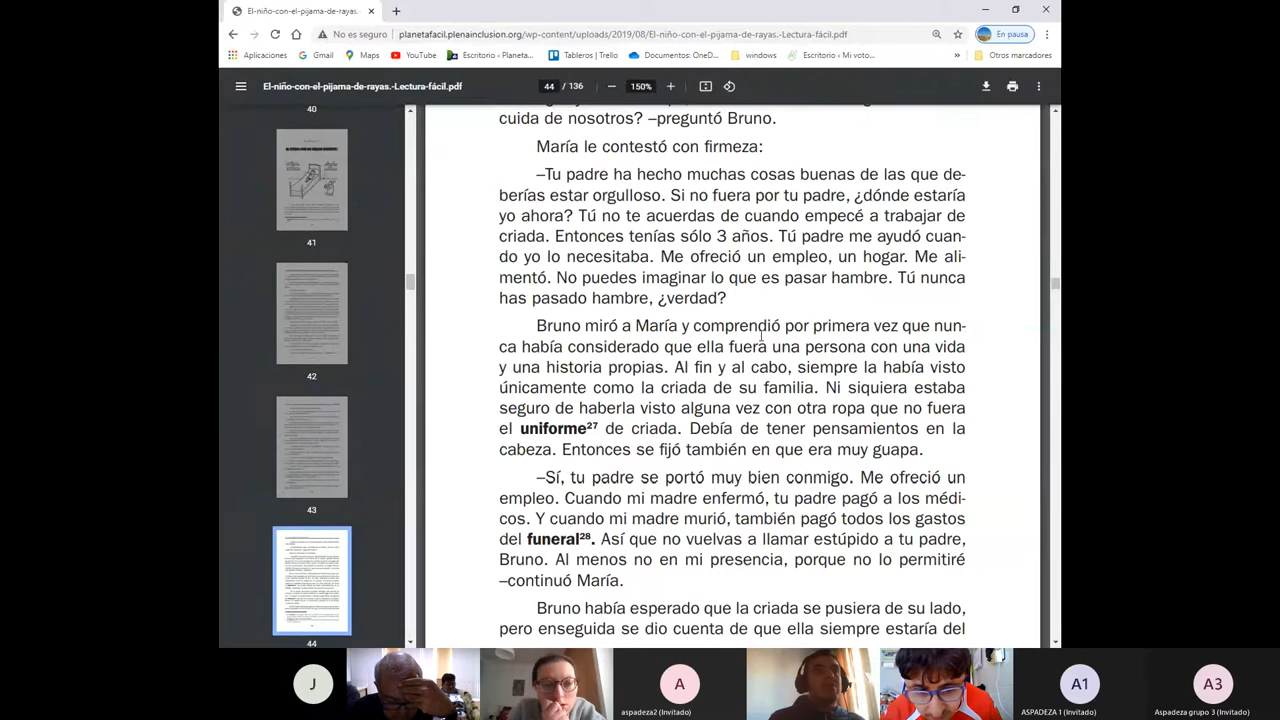 El-niño-con-el-pijama-de-rayas.-
No es seguro
planetafacil.plenainclusion.org/wp-content/uploads/2019/08/El-niño-con-el-pijama-de-rayas.-Lectura-fácil.pdf
En pausa
Aplicaciones
Gmail
Maps
YouTube
Escritorio < Planeta...
Tableros | Trello
Documentos: OneD...
windows
Escritorio ‹ Mi voto...
Otros marcadores
El-niño-con-el-pijama-de-rayas.-Lectura-fácil.pdf
44 / 136
150%
40
41
42
43
44
cuida de nosotros? –preguntó Bruno.
María le contestó con firmeza:
–Tu padre ha hecho muchas cosas buenas de las que de-
berías estar orgulloso. Si no fuera por tu padre, ¿dónde estaría
yo ahora? Tú no te acuerdas de cuando empecé a trabajar de
criada. Entonces tenías sólo 3 años. Tú padre me ayudó cuan-
do yo lo necesitaba. Me ofreció un empleo, un hogar. Me ali-
mentó. No puedes imaginar lo que es pasar hambre. Tú nunca
has pasado hambre, ¿verdad?
Bruno miró a María y comprendió por primera vez que nun-
ca había considerado que ella era una persona con una vida
y una historia propias. Al fin y al cabo, siempre la había visto
únicamente como la criada de su familia. Ni siquiera estaba
seguro de haberla visto alguna vez con otra ropa que no fuera
el uniforme²⁷ de criada. Debía de tener pensamientos en la
cabeza. Entonces se fijó también en que era muy guapa.
tu padre se portó muy bien conmigo. Me ofreció un
empleo. Cuando mi madre enfermó, tu padre pagó a los médi-
cos. Y cuando mi madre murió también pagó todos los gastos
del funeral²⁸. Así que no vuelvas a llamar estúpido a tu padre,
Bruno. Al menos si en mi presencia, porque no lo permitiré
–continuó María.
Bruno había esperado que criada se pusiera de su lado,
pero enseguida se dio cuenta de que ella siempre estaría del
J
A
aspadeza2 (Invitado)
A1
ASPADEZA 1 (Invitado)
A3
Aspadeza grupo 3 (Invitado)